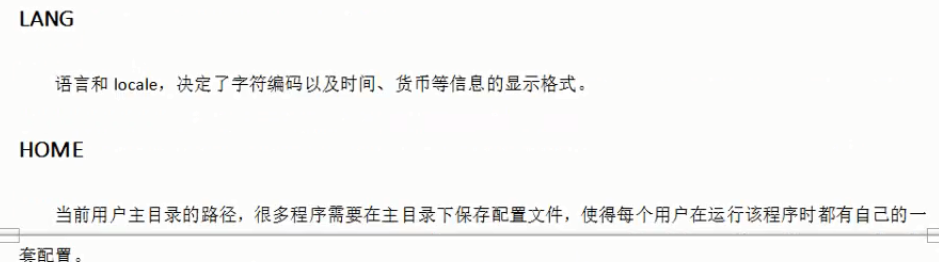 LANG
语言和 locale，决定了字符编码以及时间、货币等信息的显示格式。
HOME
当前用户主目录的路径，很多程序需要在主目录下保存配置文件，使得每个用户在运行该程序时都有自己的一
套配置。